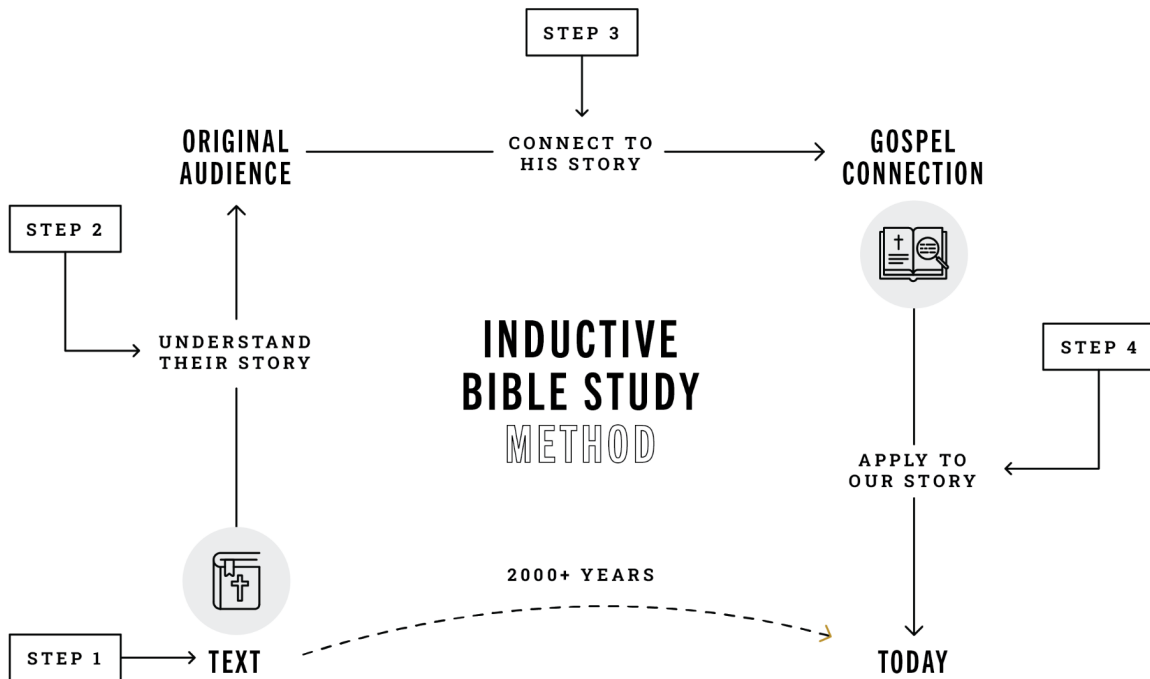 STEP 3
ORIGINAL
AUDIENCE
CONNECT TO
HIS STORY
GOSPEL
CONNECTION
STEP 2
UNDERSTAND
THEIR STORY
INDUCTIVE
BIBLE STUDY
METHOD
STEP 4
APPLY TO
OUR STORY
2000+ YEARS
STEP 1
TEXT
TODAY